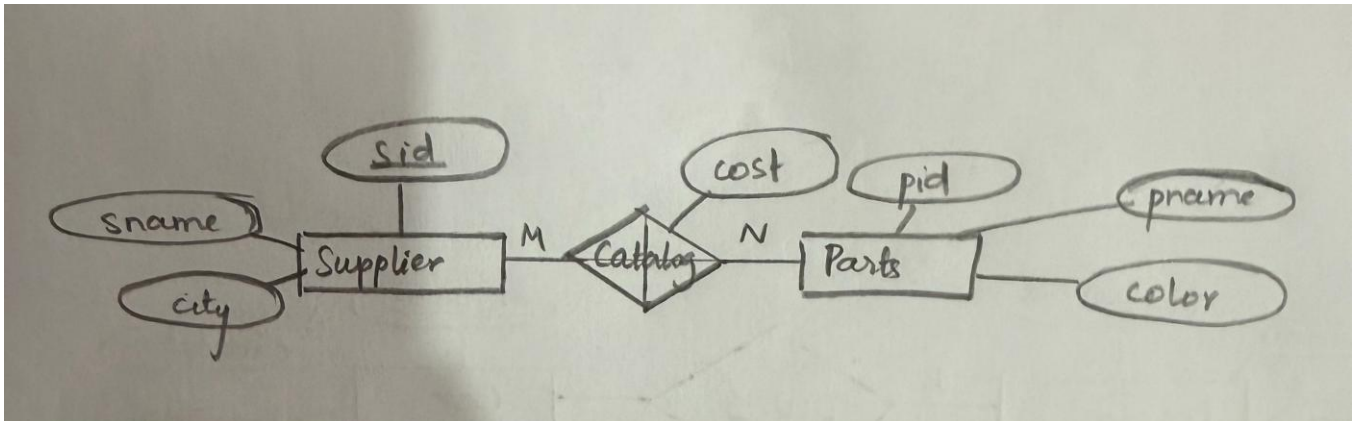 sid
cost
pid
pname
sname
Supplier
M
Catalog
N
Parts
city
color